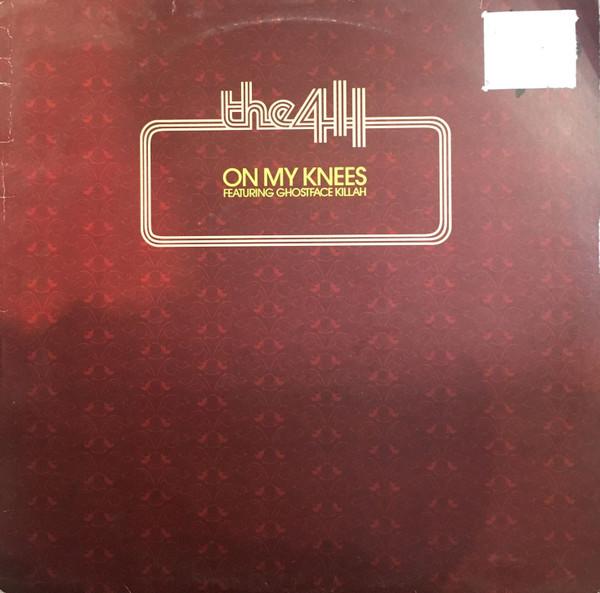 the 411
ON MY KNEES
FEATURING GHOSTFACE KILLAH